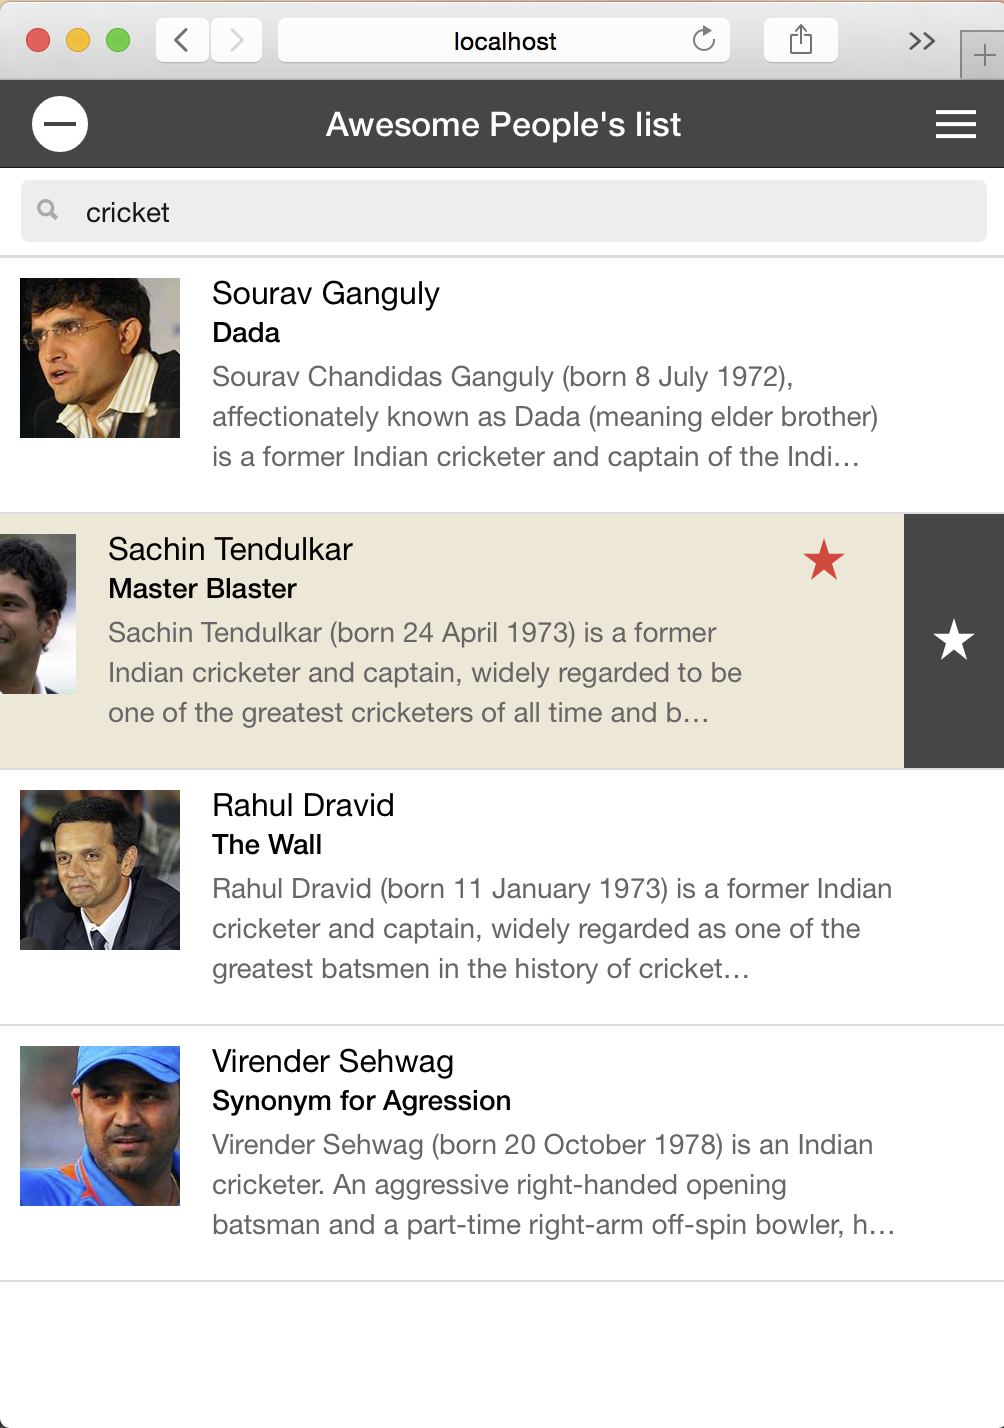 localhost
Awesome People's list
cricket
Sourav Ganguly
Dada
Sourav Chandidas Ganguly (born 8 July 1972),
affectionately known as Dada (meaning elder brother)
is a former Indian cricketer and captain of the Indi…
Sachin Tendulkar
Master Blaster
Sachin Tendulkar (born 24 April 1973) is a former
Indian cricketer and captain, widely regarded to be
one of the greatest cricketers of all time and b…
Rahul Dravid
The Wall
Rahul Dravid (born 11 January 1973) is a former Indian
cricketer and captain, widely regarded as one of the
greatest batsmen in the history of cricket…
Virender Sehwag
Synonym for Agression
Virender Sehwag (born 20 October 1978) is an Indian
cricketer. An aggressive right-handed opening
batsman and a part-time right-arm off-spin bowler, h…